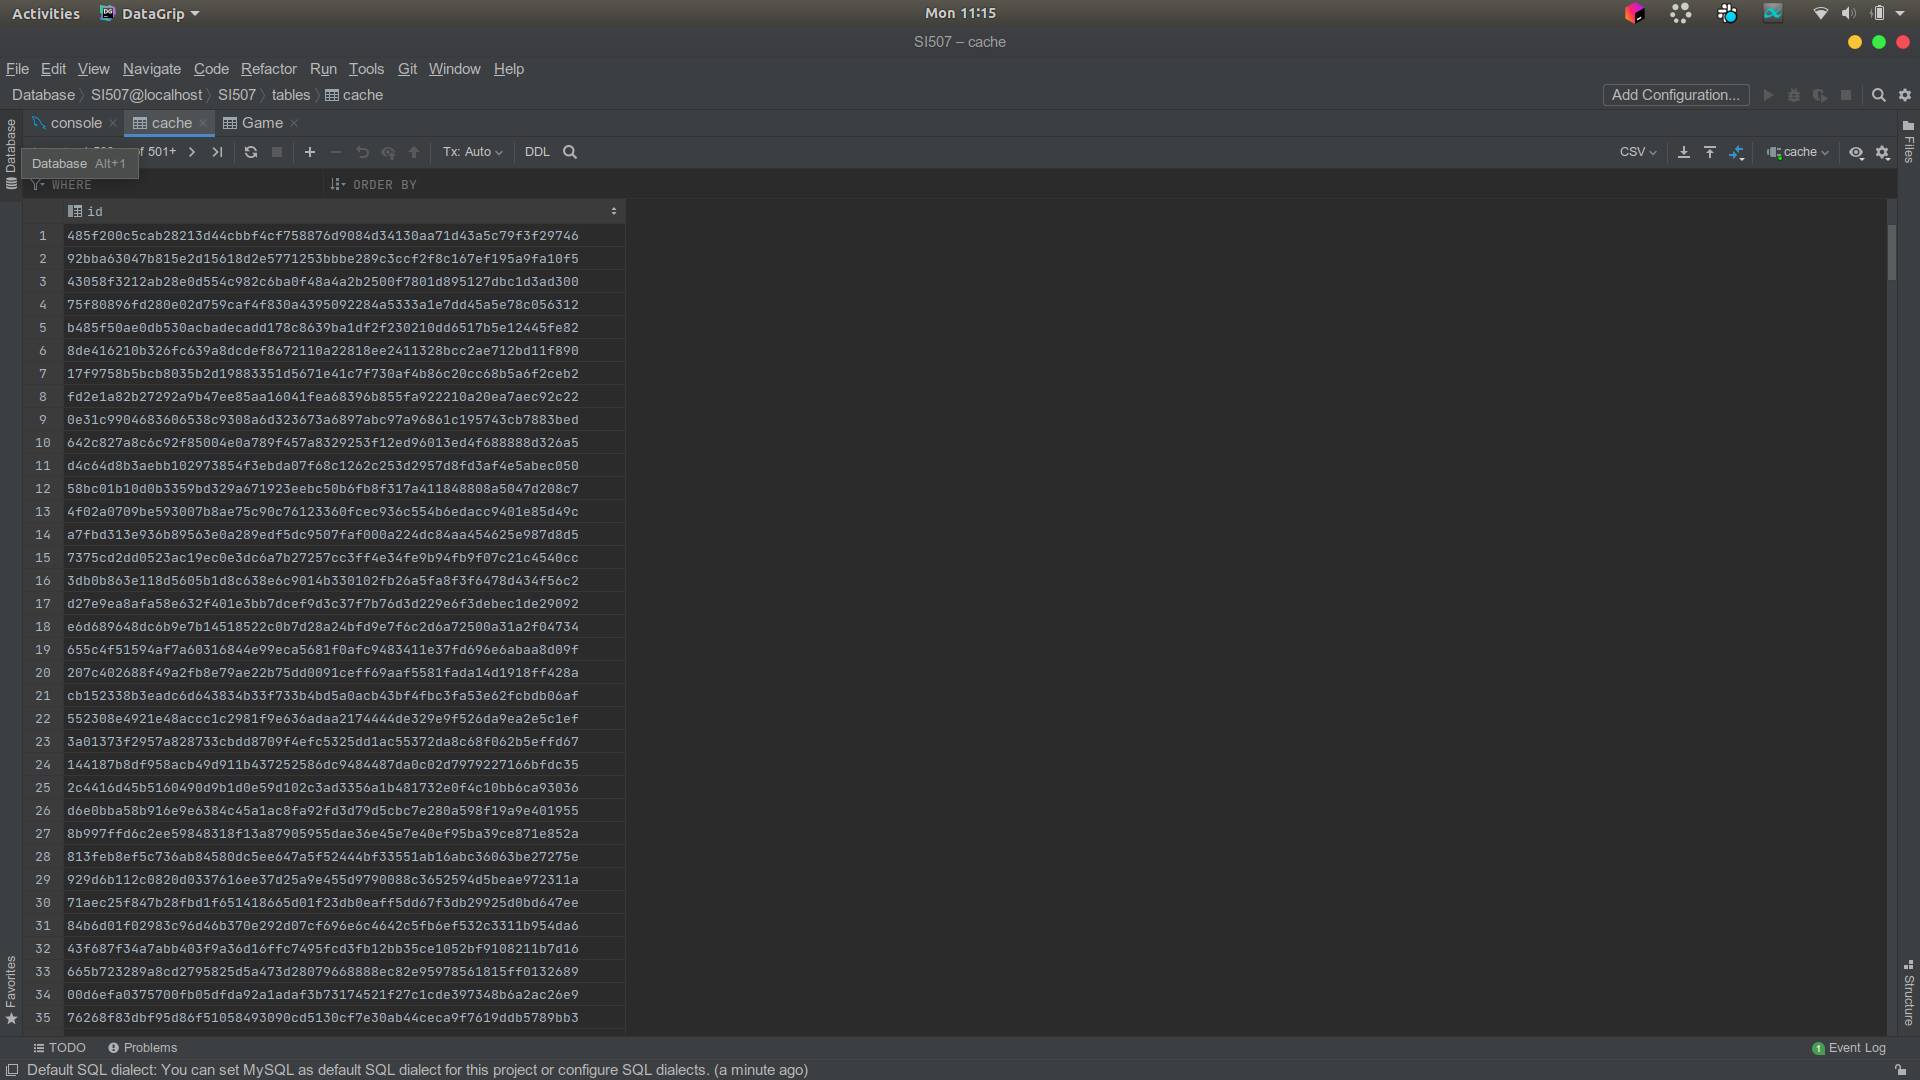 Activities DataGrip Mon 11:15
SI507 – cache
File Edit View Navigate Code Refactor Run Tools Git Window Help
Database SI507@localhost SI507 tables cache Add Configuration...
console cache Game
of 501+ Tx: Auto DDL CSV cache
Database Alt+1
WHERE ORDER BY
id
1 485f200c5cab28213d44cbbf4cf758876d9084d34130aa71d43a5c79f3f29746
2 92bba63047b815e2d15618d2e5771253bbbe289c3ccf2f8c167ef195a9fa10f5
3 43058f3212ab28e0d554c982c6ba0f48a4a2b2500f7801d895127dbc1d3ad300
4 75f80896fd280e02d759caf4f830a4395092284a5333a1e7dd45a5e78c056312
5 b485f50ae0db530acbadecadd178c8639ba1df2f230210dd6517b5e12445fe82
6 8de416210b326fc639a8dcdef8672110a22818ee2411328bcc2ae712bd11f890
7 17f9758b5bcb8035b2d19883351d5671e41c7f730af4b86c20cc68b5a6f2ceb2
8 fd2e1a82b27292a9b47ee85aa16041fea68396b855fa922210a20ea7aec92c22
9 0e31c9904683606538c9308a6d323673a6897abc97a96861c195743cb7883bed
10 642c827a8c6c92f85004e0a789f457a8329253f12ed96013ed4f688888d326a5
11 d4c64d8b3aebb102973854f3ebda07f68c1262c253d2957d8fd3af4e5abec050
12 58bc01b10d0b3359bd329a671923eebc50b6fb8f317a411848808a5047d208c7
13 4f02a0709be593007b8ae75c90c76123360fcec936c554b6edacc9401e85d49c
14 a7fbd313e936b89563e0a289edf5dc9507faf000a224dc84aa454625e987d8d5
15 7375cd2dd0523ac19ec0e3dc6a7b27257cc3ff4e34fe9b94fb9f07c21c4540cc
16 3db0b863e118d5605b1d8c638e6c9014b330102fb26a5fa8f3f6478d434f56c2
17 d27e9ea8afa58e632f401e3bb7dcef9d3c37f7b76d3d229e6f3debec1de29092
18 e6d689648dc6b9e7b14518522c0b7d28a24bfd9e7f6c2d6a72500a31a2f04734
19 655c4f51594af7a60316844e99eca5681f0afc9483411e37fd696e6abaa8d09f
20 207c402688f49a2fb8e79ae22b75dd0091ceff69aaf5581fada14d1918ff428a
21 cb152338b3eadc6d643834b33f733b4bd5a0acb43bf4fbc3fa53e62fcbdb06af
22 552308e4921e48accc1c2981f9e636adaa2174444de329e9f526da9ea2e5c1ef
23 3a01373f2957a828733cbdd8709f4efc5325dd1ac55372da8c68f062b5effd67
24 144187b8df958acb49d911b437252586dc9484487da0c02d7979227166bfdc35
25 2c4416d45b5160490d9b1d0e59d102c3ad3356a1b481732e0f4c10bb6ca93036
26 d6e0bba58b916e9e6384c45a1ac8fa92fd3d79d5cbc7e280a598f19a9e401955
27 8b997ffd6c2ee59848318f13a87905955dae36e45e7e40ef95ba39ce871e852a
28 813feb8ef5c736ab84580dc5ee647a5f52444bf33551ab16abc36063be27275e
29 929d6b112c0820d0337616ee37d25a9e455d9790088c3652594d5beae972311a
30 71aec25f847b28fbd1f651418665d01f23db0eaff5dd67f3db29925d0bd647ee
31 84b6d01f02983c96d46b370e292d07cf696e6c4642c5fb6ef532c3311b954da6
32 43f687f34a7abb403f9a36d16ffc7495fcd3fb12bb35ce1052bf9108211b7d16
33 665b723289a8cd2795825d5a473d28079668888ec82e95978561815ff0132689
34 00d6efa0375700fb05dfda92a1adaf3b73174521f27c1cde397348b6a2ac26e9
35 76268f83dbf95d86f51058493090cd5130cf7e30ab44ceca9f7619ddb5789bb3
Database
Favorites
Files
Structure
TODO Problems 1 Event Log
Default SQL dialect: You can set MySQL as default SQL dialect for this project or configure SQL dialects. (a minute ago)